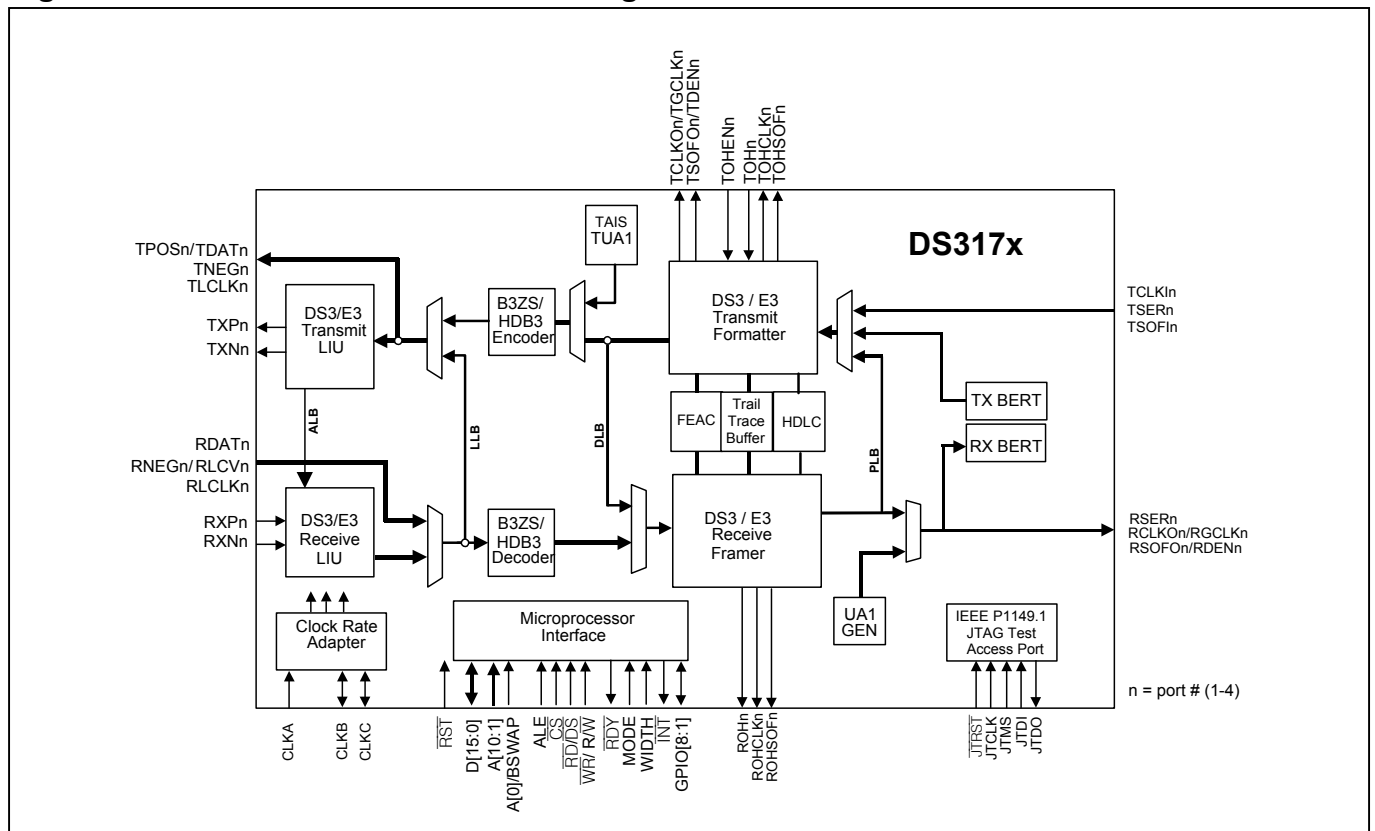 TCLKOn/TGCLKn
TSOFOn/TDENn
TOHENn
TOHn
TOHCLKn
TOHSOFn
DS317x
TAIS
TUA1
TPOSn/TDATn
TNEGn
TLCLKn
TXPn
TXNn
DS3/E3
Transmit
LIU
B3ZS/
HDB3
Encoder
DS3 / E3
Transmit
Formatter
TCLKIn
TSERn
TSOFIn
TX BERT
RX BERT
FEAC
Trail
Trace
Buffer
HDLC
ALB
LLB
DLB
PLB
RDATn
RNEGn/ RLCVn
RLCLKn
RXPn
RXNn
DS3/E3
Receive
LIU
B3ZS/
HDB3
Decoder
DS3 / E3
Receive
Framer
RSERn
RCLKOn/RGCLKn
RSOFOn/RDENn
UA1
GEN
Clock Rate
Adapter
Microprocessor
Interface
IEEE P1149.1
JTAG Test
Access Port
n = port # (1-4)
CLKA
CLKB
CLKC
RST
D[15:0]
A[10:1]
A[0]/BSWAP
ALE
CS
RD/DS
WR/ R/W
RDY
MODE
WIDTH
INT
GPIO[8:1]
ROHn
ROHCLKn
ROHSOFn
JTRST
JTCLK
JTMS
JTDI
JTDO